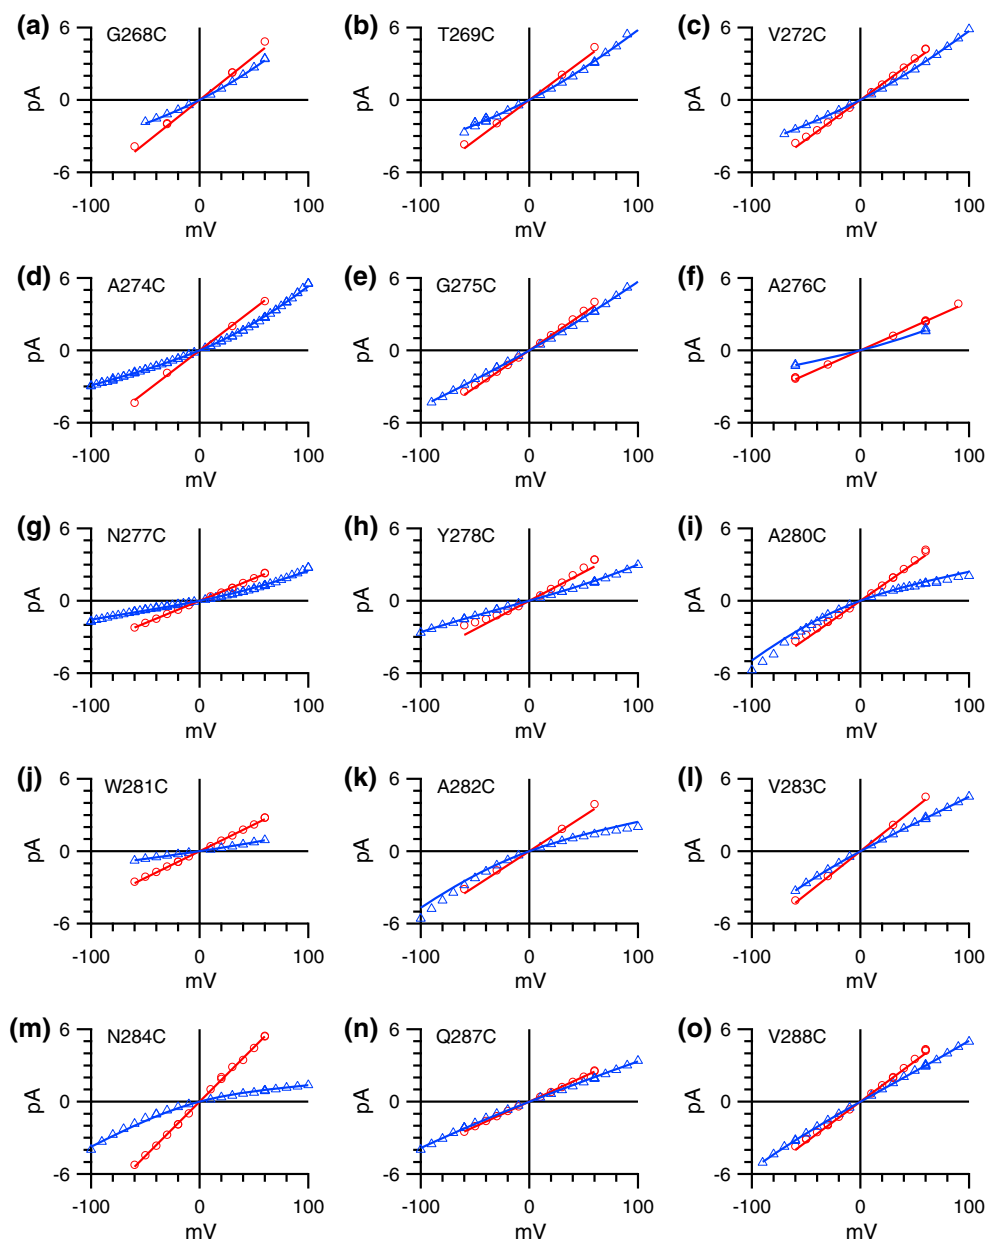 (a) G268C
6
0
-6
pA
-100 0 100
mV
(b) T269C
6
0
-6
pA
-100 0 100
mV
(c) V272C
6
0
-6
pA
-100 0 100
mV
(d) A274C
6
0
-6
pA
-100 0 100
mV
(e) G275C
6
0
-6
pA
-100 0 100
mV
(f) A276C
6
0
-6
pA
-100 0 100
mV
(g) N277C
6
0
-6
pA
-100 0 100
mV
(h) Y278C
6
0
-6
pA
-100 0 100
mV
(i) A280C
6
0
-6
pA
-100 0 100
mV
(j) W281C
6
0
-6
pA
-100 0 100
mV
(k) A282C
6
0
-6
pA
-100 0 100
mV
(l) V283C
6
0
-6
pA
-100 0 100
mV
(m) N284C
6
0
-6
pA
-100 0 100
mV
(n) Q287C
6
0
-6
pA
-100 0 100
mV
(o) V288C
6
0
-6
pA
-100 0 100
mV